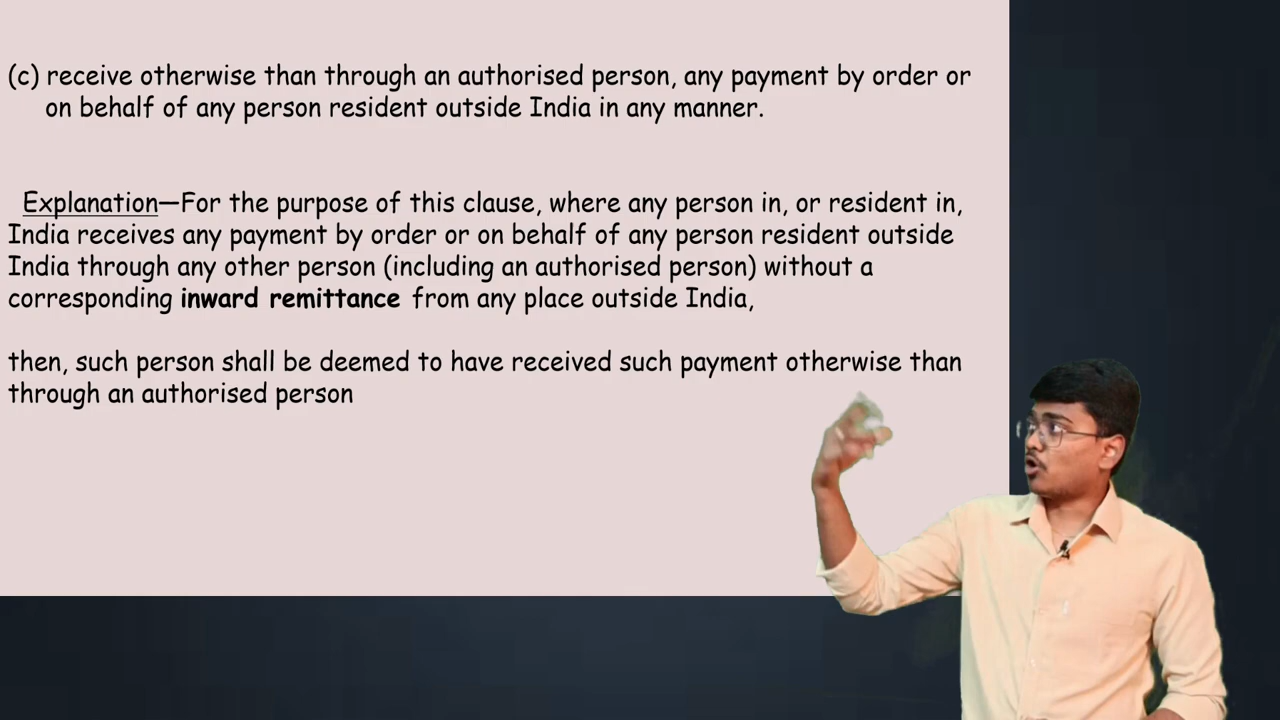 (c) receive otherwise than through an authorised person, any payment by order or
on behalf of any person resident outside India in any manner.
Explanation—For the purpose of this clause, where any person in, or resident in,
India receives any payment by order or on behalf of any person resident outside
India through any other person (including an authorised person) without a
corresponding inward remittance from any place outside India,
then, such person shall be deemed to have received such payment otherwise than
through an authorised person